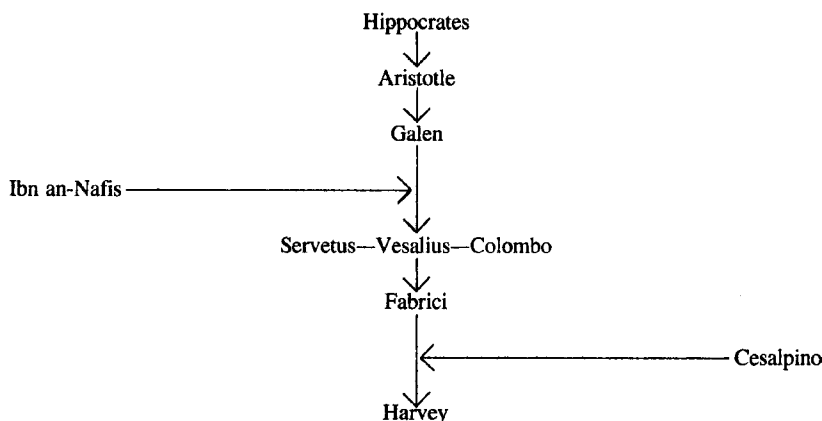 Hippocrates
Aristotle
Galen
Ibn an-Nafis
Servetus—Vesalius—Colombo
Fabrici
Cesalpino
Harvey